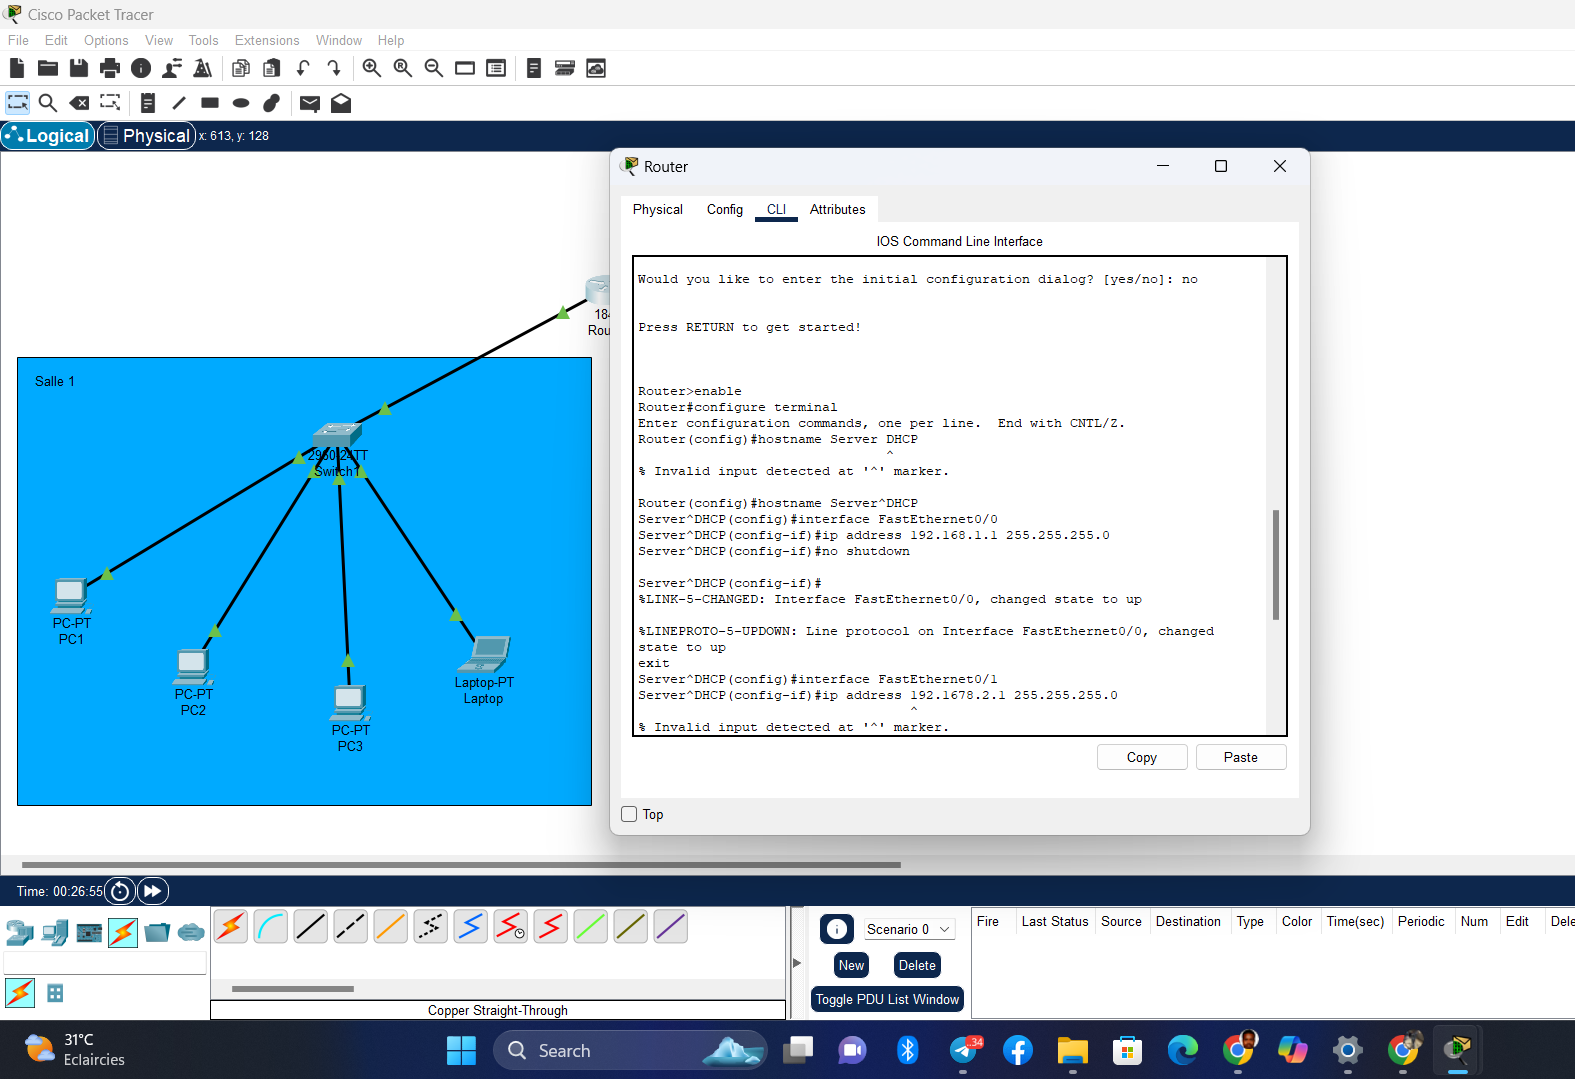 Cisco Packet Tracer
File Edit Options View Tools Extensions Window Help
Logical Physical x: 613, y: 128
Router
Physical Config CLI Attributes
IOS Command Line Interface
Would you like to enter the initial configuration dialog? [yes/no]: no
Press RETURN to get started!
Router>enable
Router#configure terminal
Enter configuration commands, one per line. End with CNTL/Z.
Router(config)#hostname Server DHCP
^
% Invalid input detected at '^' marker.
Router(config)#hostname Server^DHCP
Server^DHCP(config)#interface FastEthernet0/0
Server^DHCP(config-if)#ip address 192.168.1.1 255.255.255.0
Server^DHCP(config-if)#no shutdown
Server^DHCP(config-if)#
%LINK-5-CHANGED: Interface FastEthernet0/0, changed state to up
%LINEPROTO-5-UPDOWN: Line protocol on Interface FastEthernet0/0, changed
state to up
exit
Server^DHCP(config)#interface FastEthernet0/1
Server^DHCP(config-if)#ip address 192.1678.2.1 255.255.255.0
^
% Invalid input detected at '^' marker.
Copy Paste
Top
184
Rou
Salle 1
2960-24TT
Switch1
PC-PT
PC1
PC-PT
PC2
PC-PT
PC3
Laptop-PT
Laptop
Time: 00:26:55
Copper Straight-Through
Scenario 0
New Delete
Toggle PDU List Window
Fire Last Status Source Destination Type Color Time(sec) Periodic Num Edit Dele
31°C
Eclaircies
Search
..34